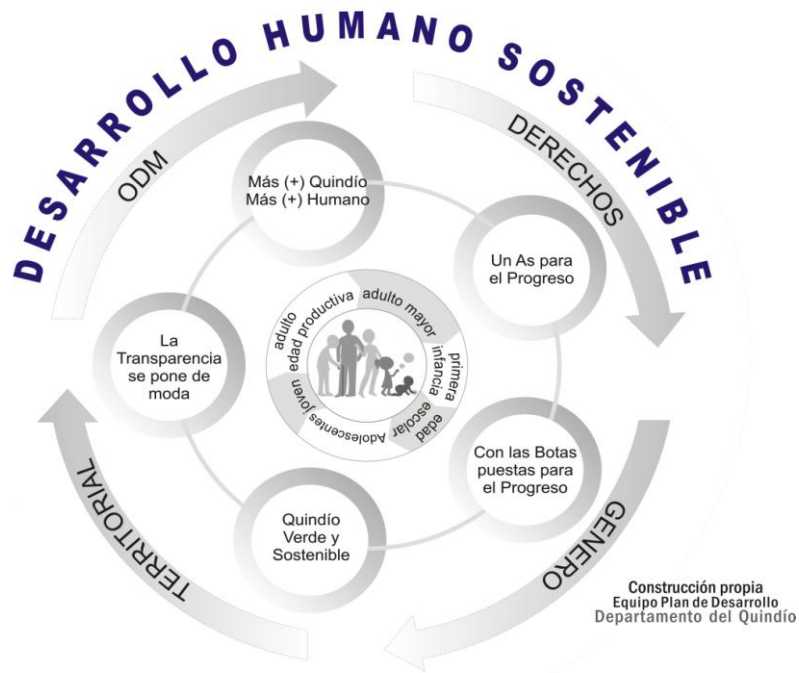 DESARROLLO HUMANO SOSTENIBLE
ODM
DERECHOS
GENERO
TERRITORIAL
Más (+) Quindío
Más (+) Humano
Un As para
el Progreso
Con las Botas
puestas para
el Progreso
Quindío
Verde y
Sostenible
La
Transparencia
se pone de
moda
adulto mayor
primera
infancia
edad
escolar
Adolescentes joven
adulto
edad productiva
Construcción propia
Equipo Plan de Desarrollo
Departamento del Quindío